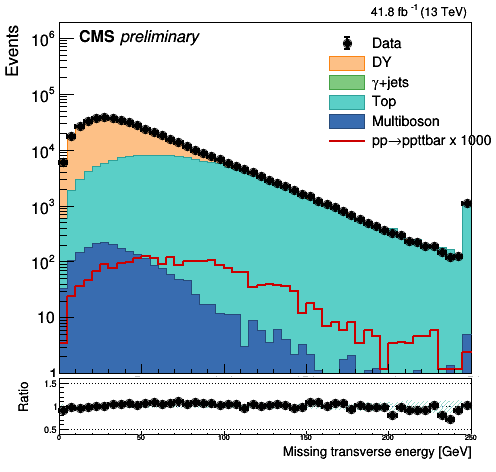 41.8 fb⁻¹ (13 TeV)
CMS preliminary
Events
10⁶
10⁵
10⁴
10³
10²
10
1
Data
DY
γ+jets
Top
Multiboson
pp→ppttbar x 1000
Ratio
1.5
1
0.5
0 50 100 150 200 250
Missing transverse energy [GeV]